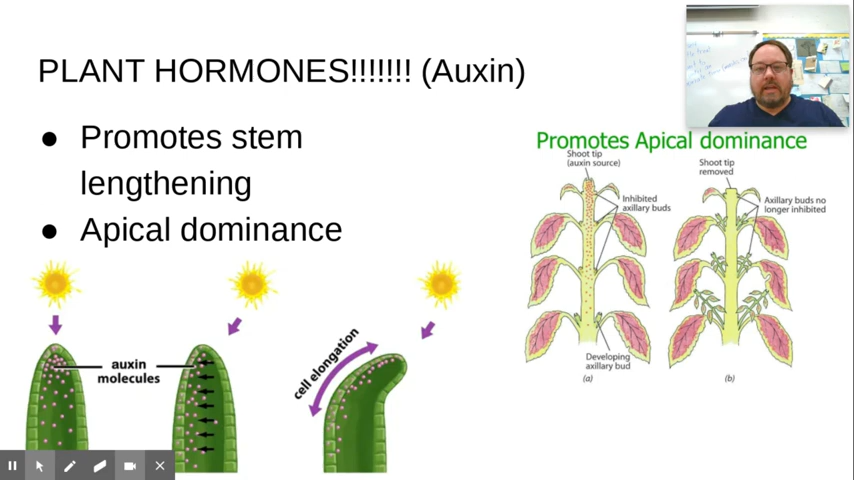 PLANT HORMONES!!!!!!! (Auxin)
● Promotes stem
lengthening
● Apical dominance
auxin
molecules
cell elongation
Promotes Apical dominance
Shoot tip
(auxin source)
Inhibited
axillary buds
Developing
axillary bud
(a)
Shoot tip
removed
Axillary buds no
longer inhibited
(b)